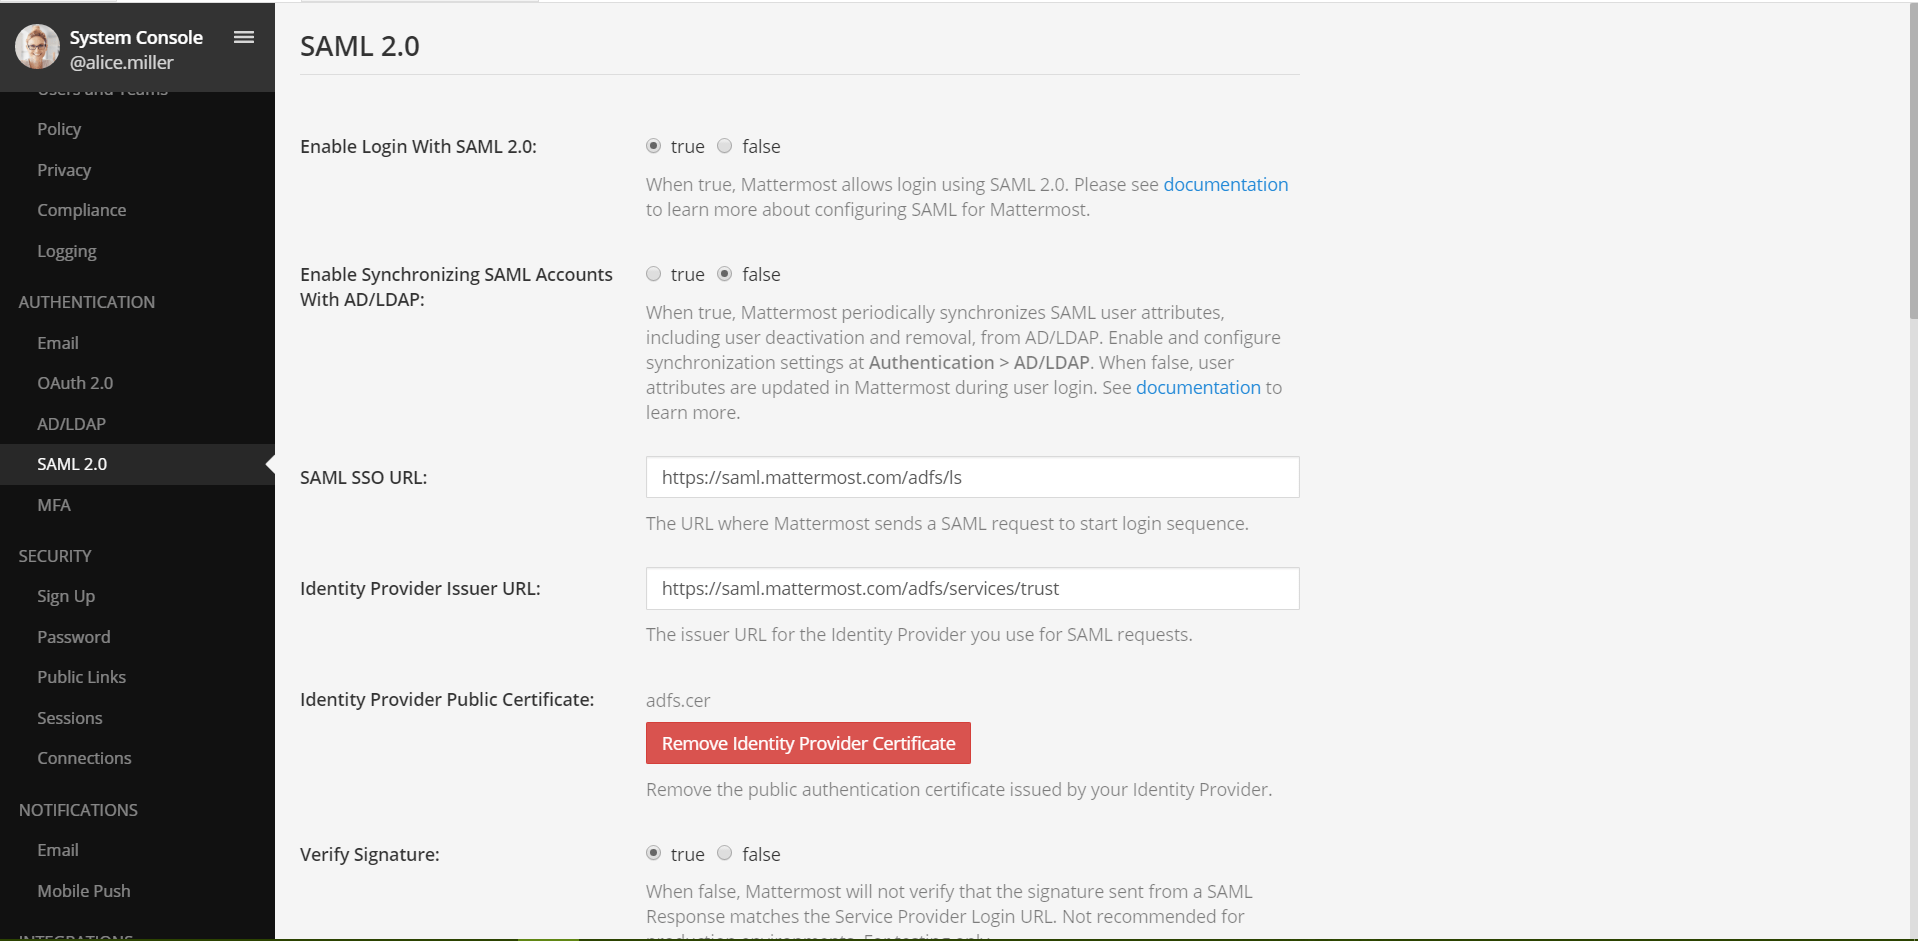 System Console
@alice.miller
Users and Teams
Policy
Privacy
Compliance
Logging
AUTHENTICATION
Email
OAuth 2.0
AD/LDAP
SAML 2.0
MFA
SECURITY
Sign Up
Password
Public Links
Sessions
Connections
NOTIFICATIONS
Email
Mobile Push
INTEGRATIONS
SAML 2.0
Enable Login With SAML 2.0:
true false
When true, Mattermost allows login using SAML 2.0. Please see documentation
to learn more about configuring SAML for Mattermost.
Enable Synchronizing SAML Accounts
With AD/LDAP:
true false
When true, Mattermost periodically synchronizes SAML user attributes,
including user deactivation and removal, from AD/LDAP. Enable and configure
synchronization settings at Authentication > AD/LDAP. When false, user
attributes are updated in Mattermost during user login. See documentation to
learn more.
SAML SSO URL:
https://saml.mattermost.com/adfs/ls
The URL where Mattermost sends a SAML request to start login sequence.
Identity Provider Issuer URL:
https://saml.mattermost.com/adfs/services/trust
The issuer URL for the Identity Provider you use for SAML requests.
Identity Provider Public Certificate:
adfs.cer
Remove Identity Provider Certificate
Remove the public authentication certificate issued by your Identity Provider.
Verify Signature:
true false
When false, Mattermost will not verify that the signature sent from a SAML
Response matches the Service Provider Login URL. Not recommended for
production environments. For testing only.